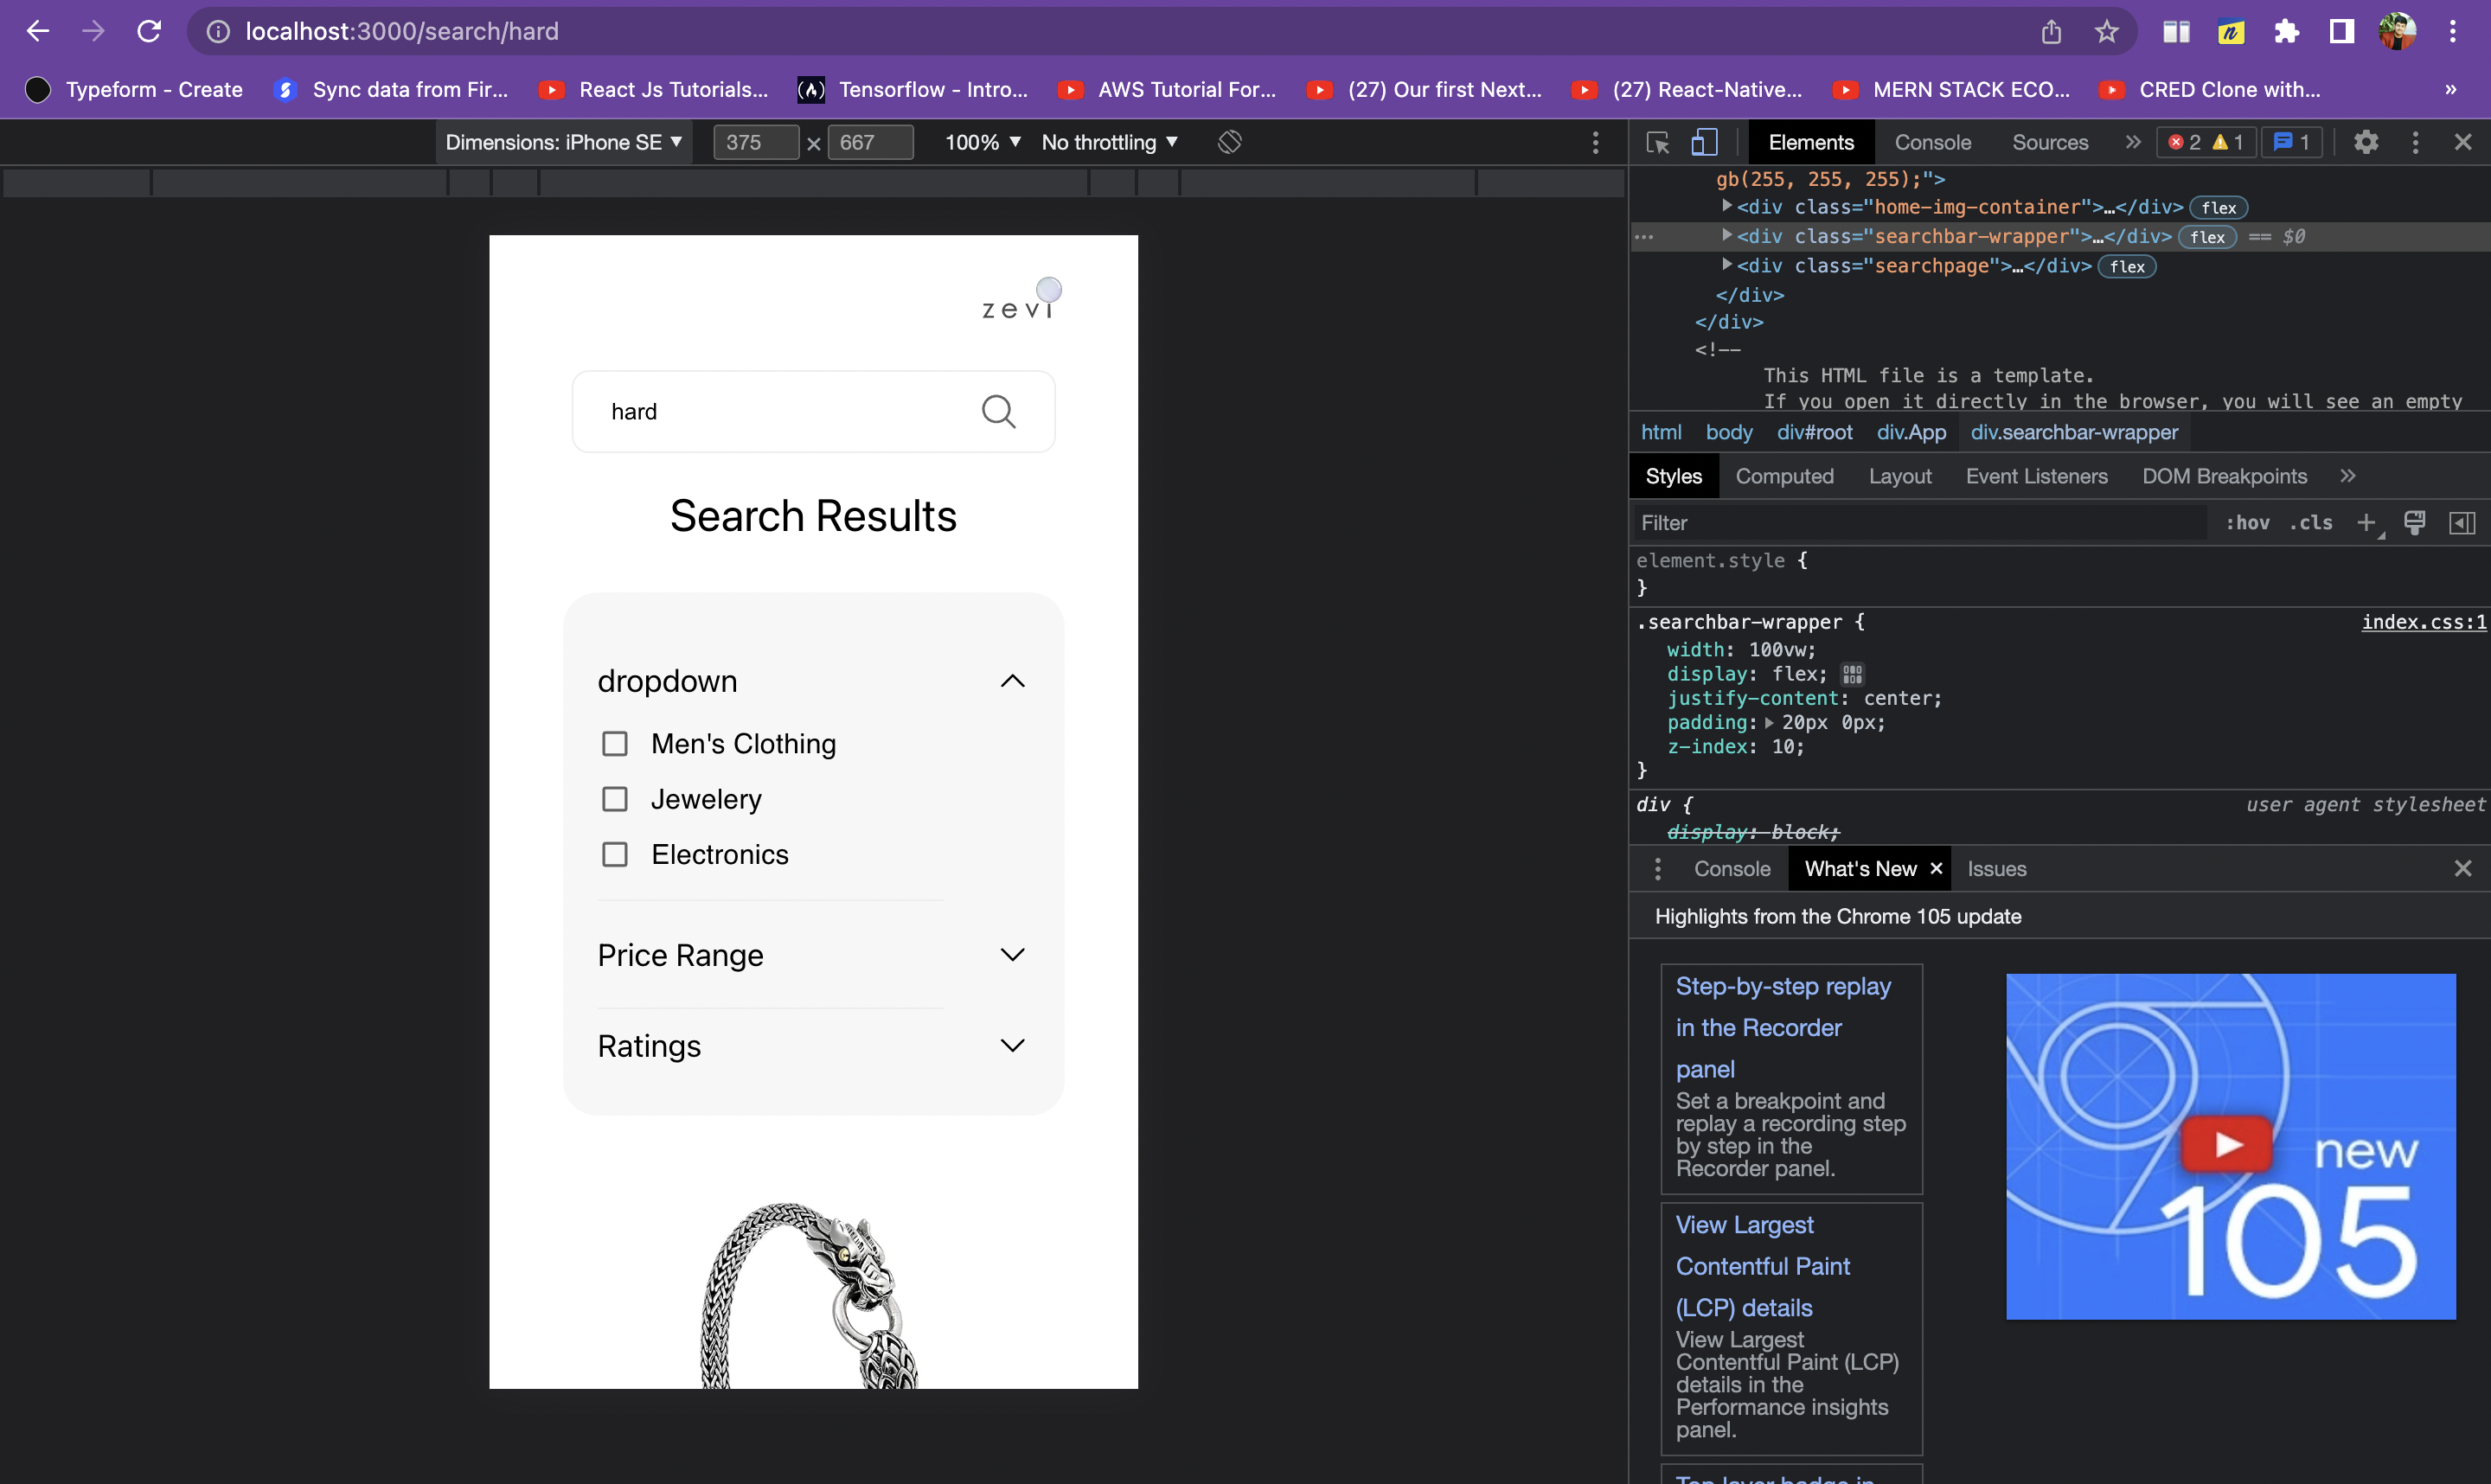 localhost:3000/search/hard
Typeform - Create
Sync data from Fir...
React Js Tutorials...
Tensorflow - Intro...
AWS Tutorial For...
(27) Our first Next...
(27) React-Native...
MERN STACK ECO...
CRED Clone with...
»
Dimensions: iPhone SE ▼ 375 × 667 100% ▼ No throttling ▼
Elements Console Sources » 2 1 1
zevi
hard
Search Results
dropdown
Men's Clothing
Jewelery
Electronics
Price Range
Ratings
gb(255, 255, 255);">
<div class="home-img-container">…</div> flex
… <div class="searchbar-wrapper">…</div> flex == $0
<div class="searchpage">…</div> flex
</div>
</div>
<!--
This HTML file is a template.
If you open it directly in the browser, you will see an empty
html body div#root div.App div.searchbar-wrapper
Styles Computed Layout Event Listeners DOM Breakpoints »
Filter :hov .cls +
element.style {
}
.searchbar-wrapper { index.css:1
width: 100vw;
display: flex;
justify-content: center;
padding: 20px 0px;
z-index: 10;
}
div { user agent stylesheet
display: block;
Console What's New × Issues
Highlights from the Chrome 105 update
Step-by-step replay
in the Recorder
panel
Set a breakpoint and
replay a recording step
by step in the
Recorder panel.
View Largest
Contentful Paint
(LCP) details
View Largest
Contentful Paint (LCP)
details in the
Performance insights
panel.
Top layer badge in
new
105